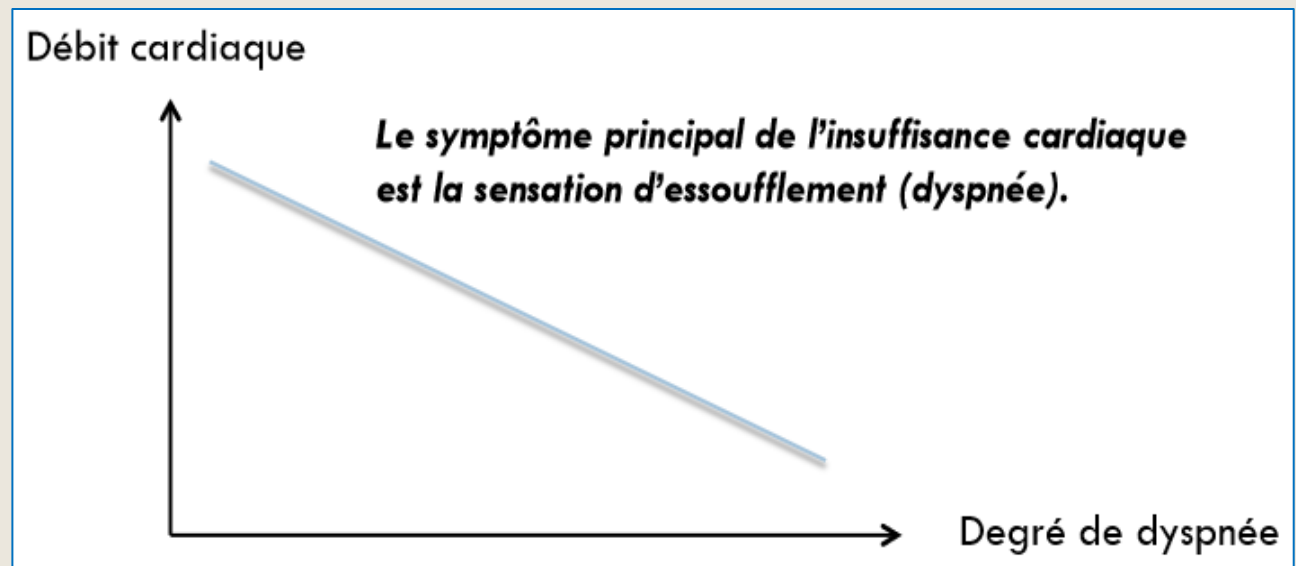 Débit cardiaque
Le symptôme principal de l'insuffisance cardiaque
est la sensation d'essoufflement (dyspnée).
Degré de dyspnée